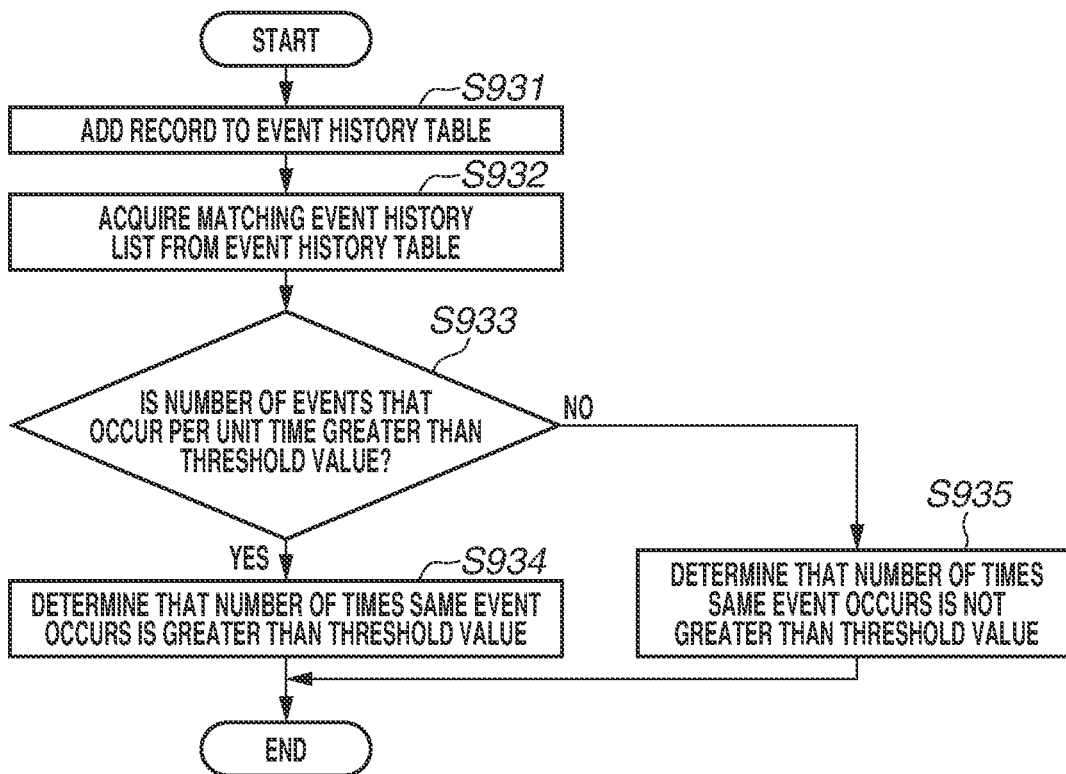 START
S931
ADD RECORD TO EVENT HISTORY TABLE
S932
ACQUIRE MATCHING EVENT HISTORY
LIST FROM EVENT HISTORY TABLE
S933
IS NUMBER OF EVENTS THAT
OCCUR PER UNIT TIME GREATER THAN
THRESHOLD VALUE?
NO
YES
S934
DETERMINE THAT NUMBER OF TIMES SAME EVENT
OCCURS IS GREATER THAN THRESHOLD VALUE
S935
DETERMINE THAT NUMBER OF TIMES
SAME EVENT OCCURS IS NOT
GREATER THAN THRESHOLD VALUE
END